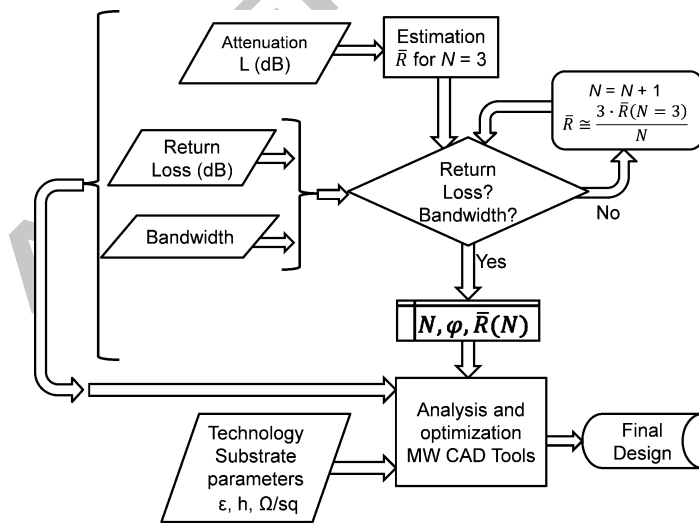 Attenuation
L (dB)
Estimation
R̄ for N = 3
N = N + 1
R̄ ≅ 3 · R̄(N = 3) / N
Return
Loss (dB)
Bandwidth
Return
Loss?
Bandwidth?
No
Yes
N, φ, R̄(N)
Technology
Substrate
parameters
ε, h, Ω/sq
Analysis and
optimization
MW CAD Tools
Final
Design